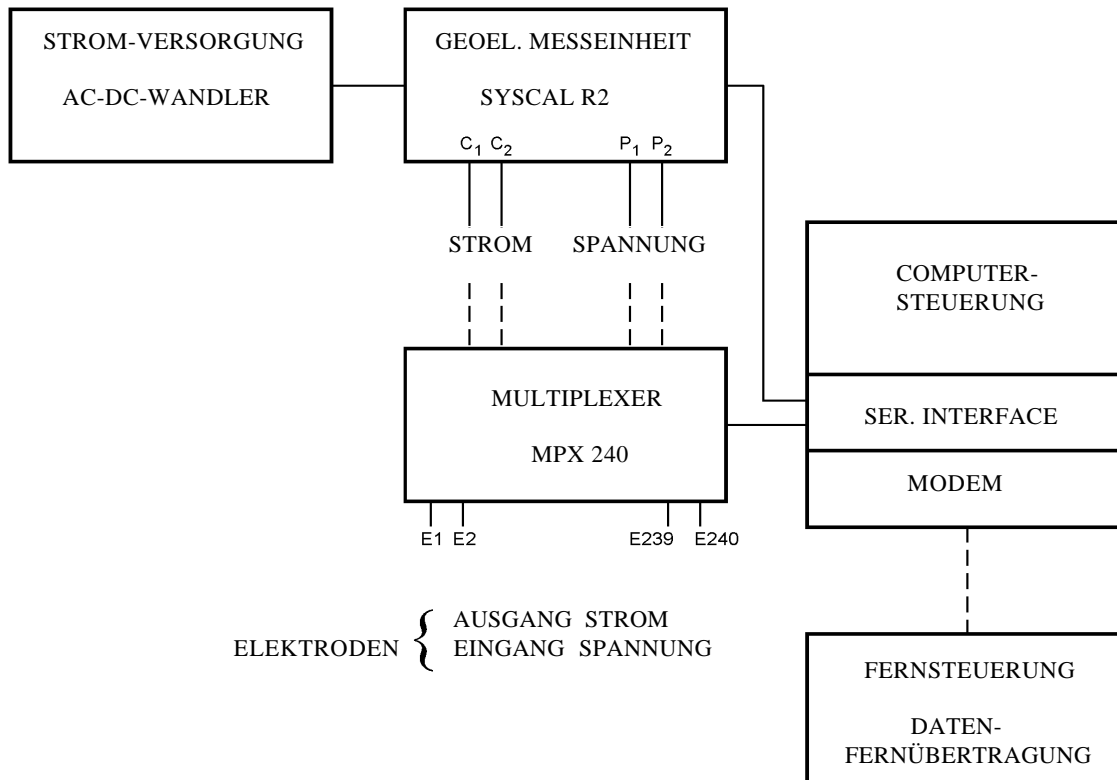 STROM-VERSORGUNG
AC-DC-WANDLER
GEOEL. MESSEINHEIT
SYSCAL R2
C1 C2 P1 P2
STROM SPANNUNG
COMPUTER-
STEUERUNG
MULTIPLEXER
MPX 240
SER. INTERFACE
MODEM
E1 E2 E239 E240
ELEKTRODEN { AUSGANG STROM
EINGANG SPANNUNG
FERNSTEUERUNG
DATEN-
FERNÜBERTRAGUNG